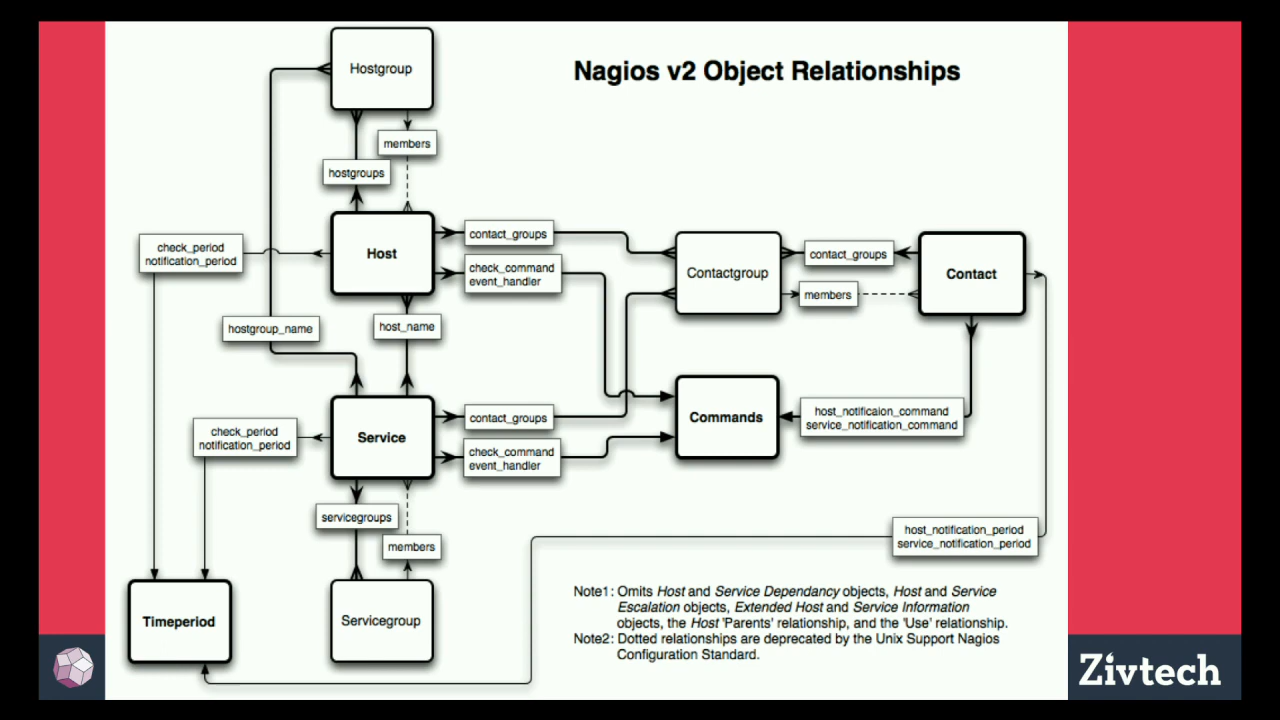 Hostgroup
Nagios v2 Object Relationships
members
hostgroups
Host
check_period
notification_period
contact_groups
check_command
event_handler
Contactgroup
contact_groups
members
Contact
hostgroup_name
host_name
Service
check_period
notification_period
contact_groups
check_command
event_handler
Commands
host_notificaion_command
service_notification_command
servicegroups
members
host_notification_period
service_notification_period
Timeperiod
Servicegroup
Note1: Omits Host and Service Dependancy objects, Host and Service
Escalation objects, Extended Host and Service Information
objects, the Host 'Parents' relationship, and the 'Use' relationship.
Note2: Dotted relationships are deprecated by the Unix Support Nagios
Configuration Standard.
Zivtech